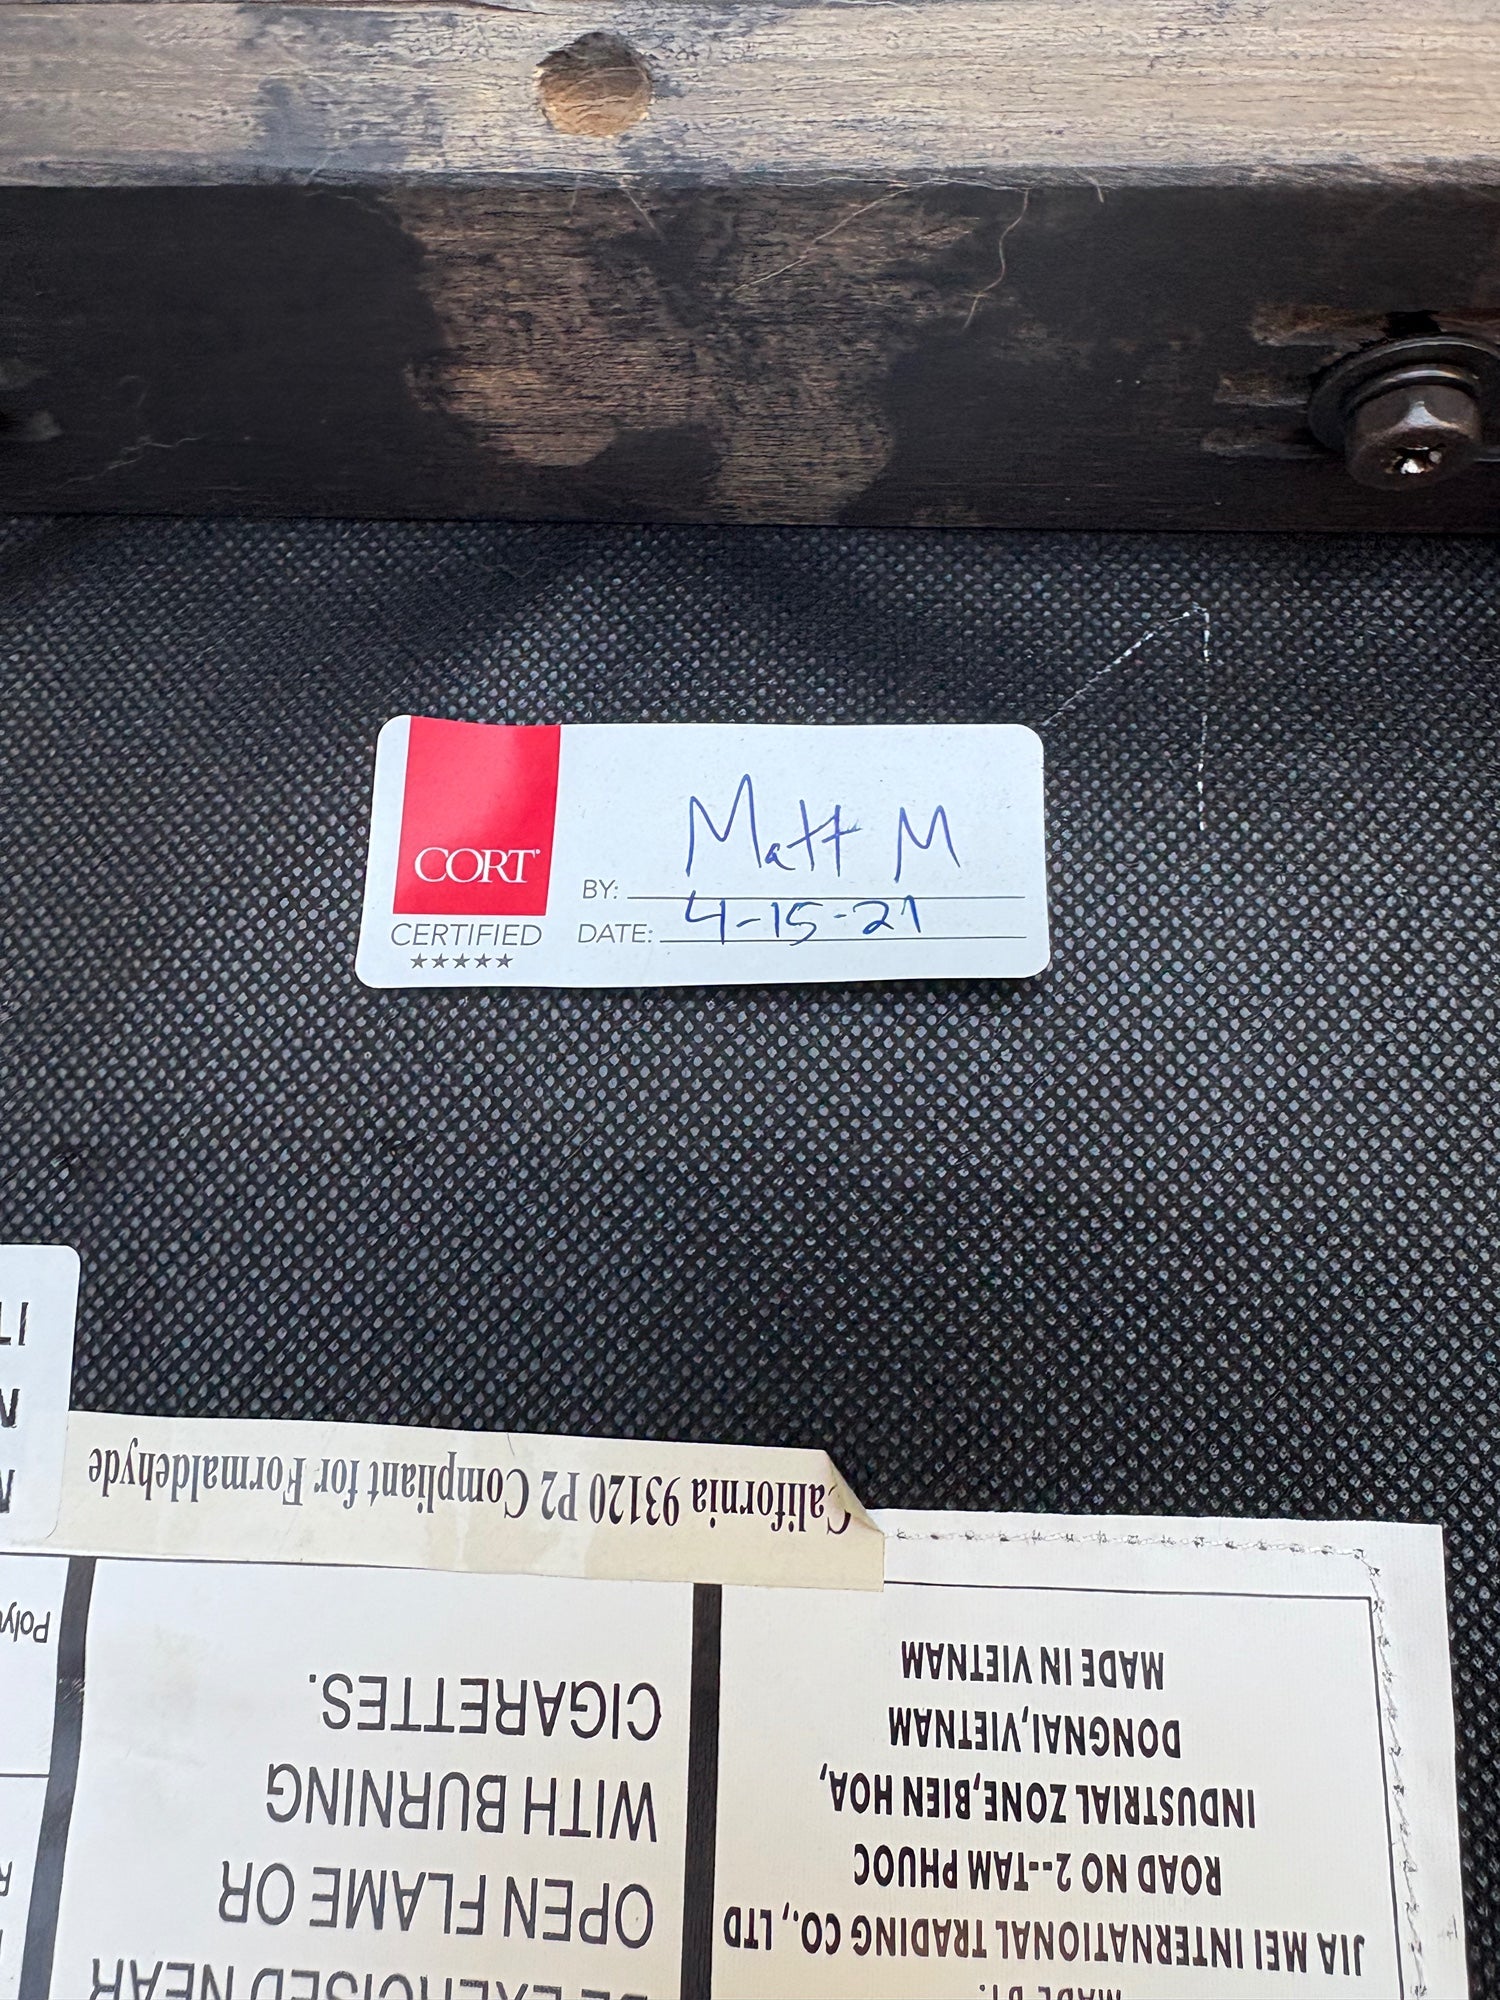 CORT
CERTIFIED
BY: Matt M
DATE: 4-15-21
California 93120 P2 Compliant for Formaldehyde
JIA MEI INTERNATIONAL TRADING CO., LTD
ROAD NO 2--TAM PHUOC
INDUSTRIAL ZONE,BIEN HOA,
DONGNAI,VIETNAM
MADE IN VIETNAM
EXERCISED NEAR
OPEN FLAME OR
WITH BURNING
CIGARETTES.